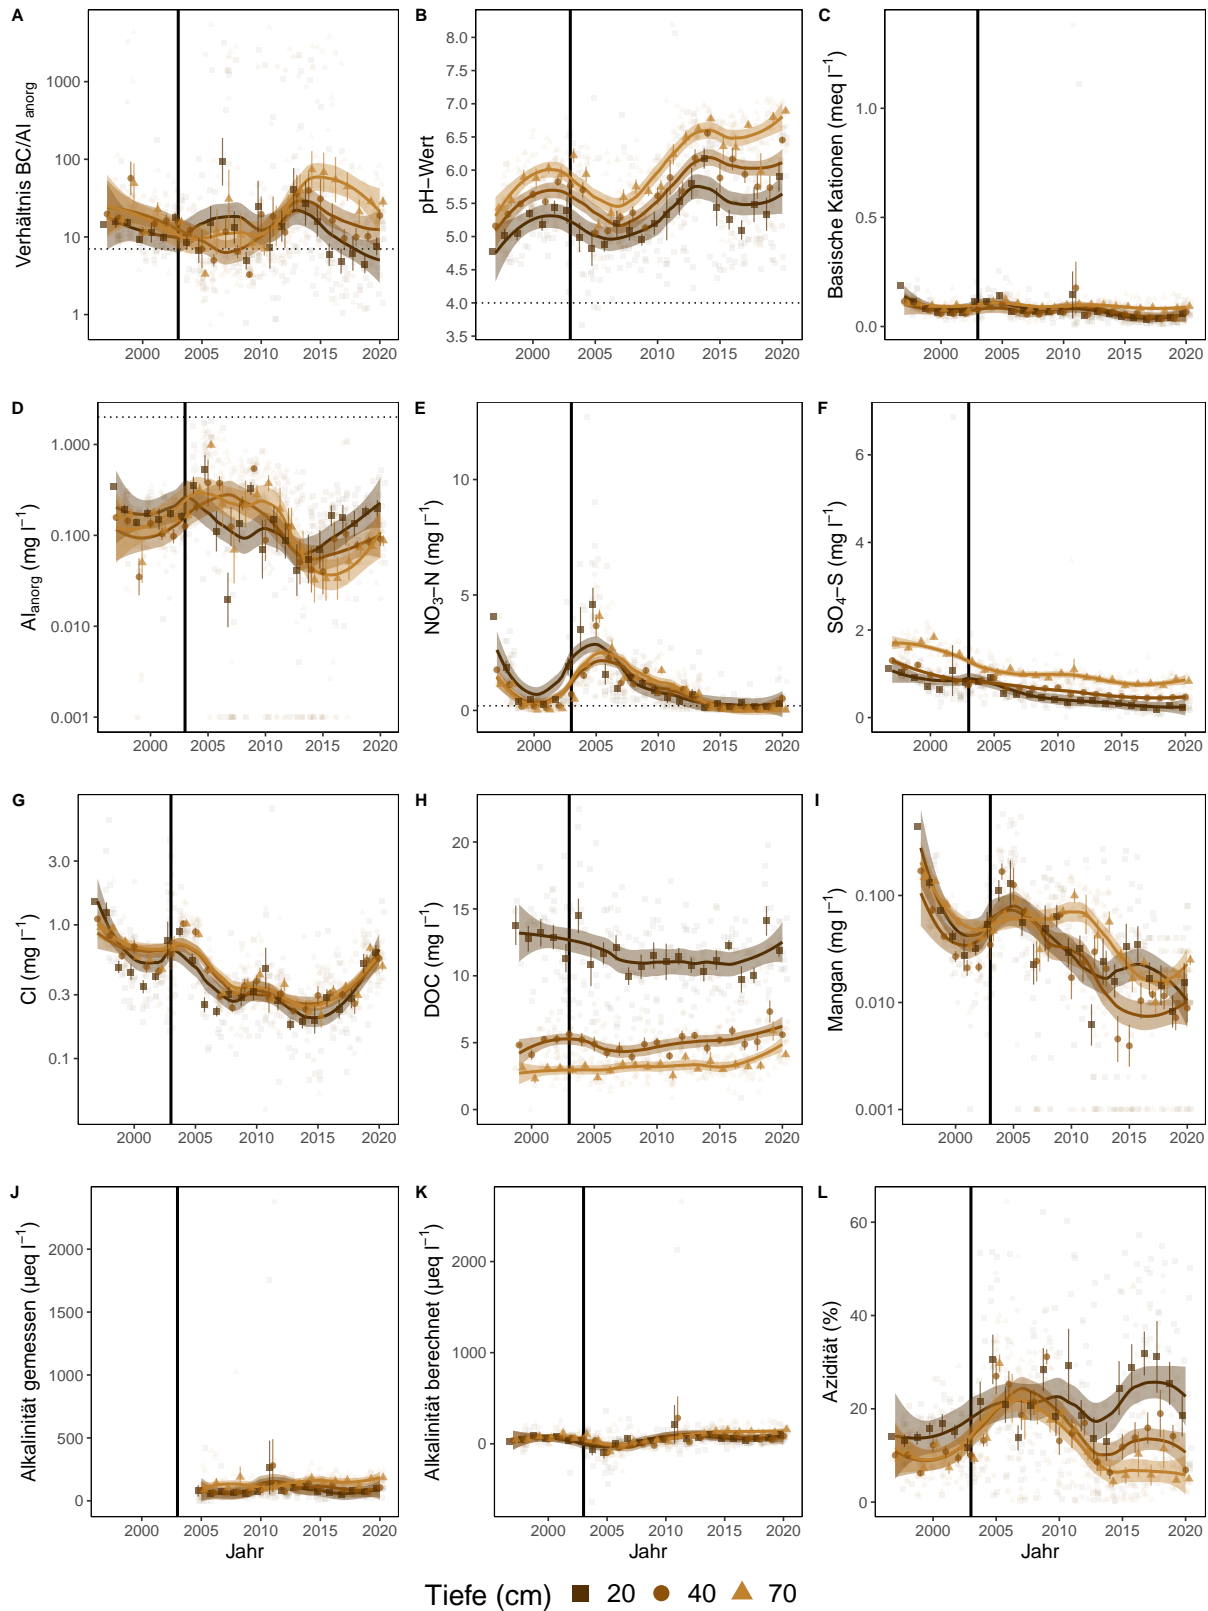 A
Verhältnis BC/Al anorg
1000
100
10
1
2000 2005 2010 2015 2020
B
pH−Wert
8.0
7.5
7.0
6.5
6.0
5.5
5.0
4.5
4.0
3.5
2000 2005 2010 2015 2020
C
Basische Kationen (meq l−1)
1.0
0.5
0.0
2000 2005 2010 2015 2020
D
Alanorg (mg l−1)
1.000
0.100
0.010
0.001
2000 2005 2010 2015 2020
E
NO3−N (mg l−1)
10
5
0
2000 2005 2010 2015 2020
F
SO4−S (mg l−1)
6
4
2
0
2000 2005 2010 2015 2020
G
Cl (mg l−1)
3.0
1.0
0.3
0.1
2000 2005 2010 2015 2020
H
DOC (mg l−1)
20
15
10
5
0
2000 2005 2010 2015 2020
I
Mangan (mg l−1)
0.100
0.010
0.001
2000 2005 2010 2015 2020
J
Alkalinität gemessen (µeq l−1)
2000
1500
1000
500
0
2000 2005 2010 2015 2020
Jahr
K
Alkalinität berechnet (µeq l−1)
2000
1000
0
2000 2005 2010 2015 2020
Jahr
L
Azidität (%)
60
40
20
0
2000 2005 2010 2015 2020
Jahr
Tiefe (cm) 20 40 70